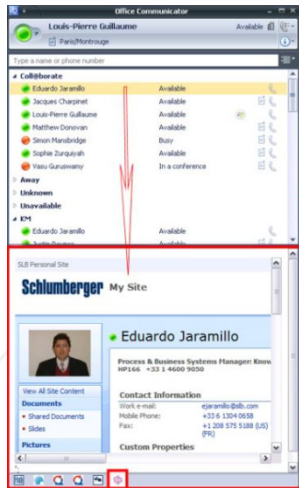 Office Communicator
Louis-Pierre Guillaume
Available
Paris/Montrouge
Type a name or phone number
Coll@borate
Eduardo Jaramillo Available
Jacques Charpinet Available
Louis-Pierre Gullaume Available
Matthew Donovan Available
Simon Mansbridge Busy
Sophie Zurquiyah Available
Vasu Guruswamy In a conference
Away
Unknown
Unavailable
KM
Eduardo Jaramillo Available
Available
SLB Personal Site
Schlumberger My Site
Eduardo Jaramillo
Process & Business Systems Manager: Know
HP166 +33 1 4600 9050
View All Site Content
Documents
Shared Documents
Slides
Pictures
Contact Information
Work e-mail: ejaramillo@slb.com
Mobile Phone: +33 6 1304 0658
Fax: +1 208 575 5188 (US)
(FR)
Custom Properties